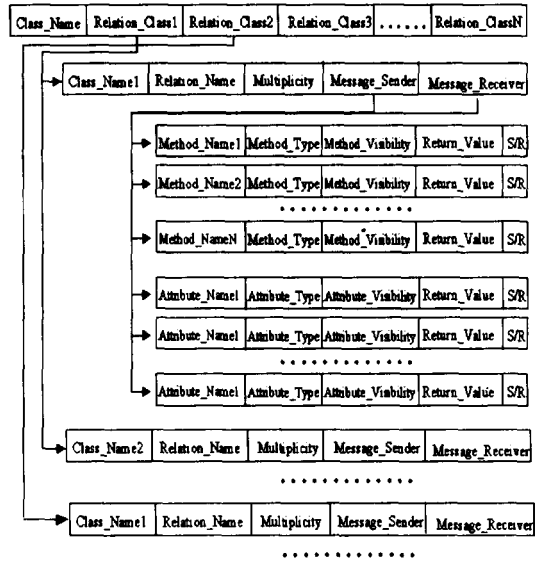 Class_Name Relation_Class1 Relation_Class2 Relation_Class3 ...... Relation_ClassN
Class_Name1 Relation_Name Multiplicity Message_Sender Message_Receiver
Method_Name1 Method_Type Method_Visibility Return_Value S/R
Method_Name2 Method_Type Method_Visibility Return_Value S/R
.............
Method_NameN Method_Type Method_Visibility Return_Value S/R
Attribute_Name1 Attribute_Type Attribute_Visibility Return_Value S/R
Attribute_Name1 Attribute_Type Attribute_Visibility Return_Value S/R
.............
Attribute_Name1 Attribute_Type Attribute_Visibility Return_Value S/R
Class_Name2 Relation_Name Multiplicity Message_Sender Message_Receiver
.............
Class_Name1 Relation_Name Multiplicity Message_Sender Message_Receiver
.............